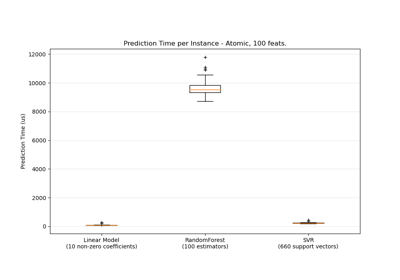 Prediction Time per Instance - Atomic, 100 feats.
12000
10000
8000
6000
4000
2000
0
Prediction Time (us)
Linear Model
(10 non-zero coefficients)
RandomForest
(100 estimators)
SVR
(660 support vectors)